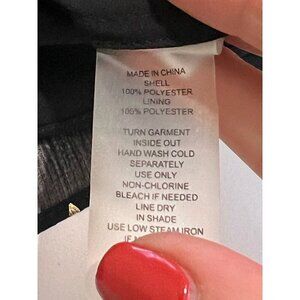 MADE IN CHINA
SHELL
100% POLYESTER
LINING
100% POLYESTER
TURN GARMENT
INSIDE OUT
HAND WASH COLD
SEPARATELY
USE ONLY
NON-CHLORINE
BLEACH IF NEEDED
LINE DRY
IN SHADE
USE LOW STEAM IRON
IF